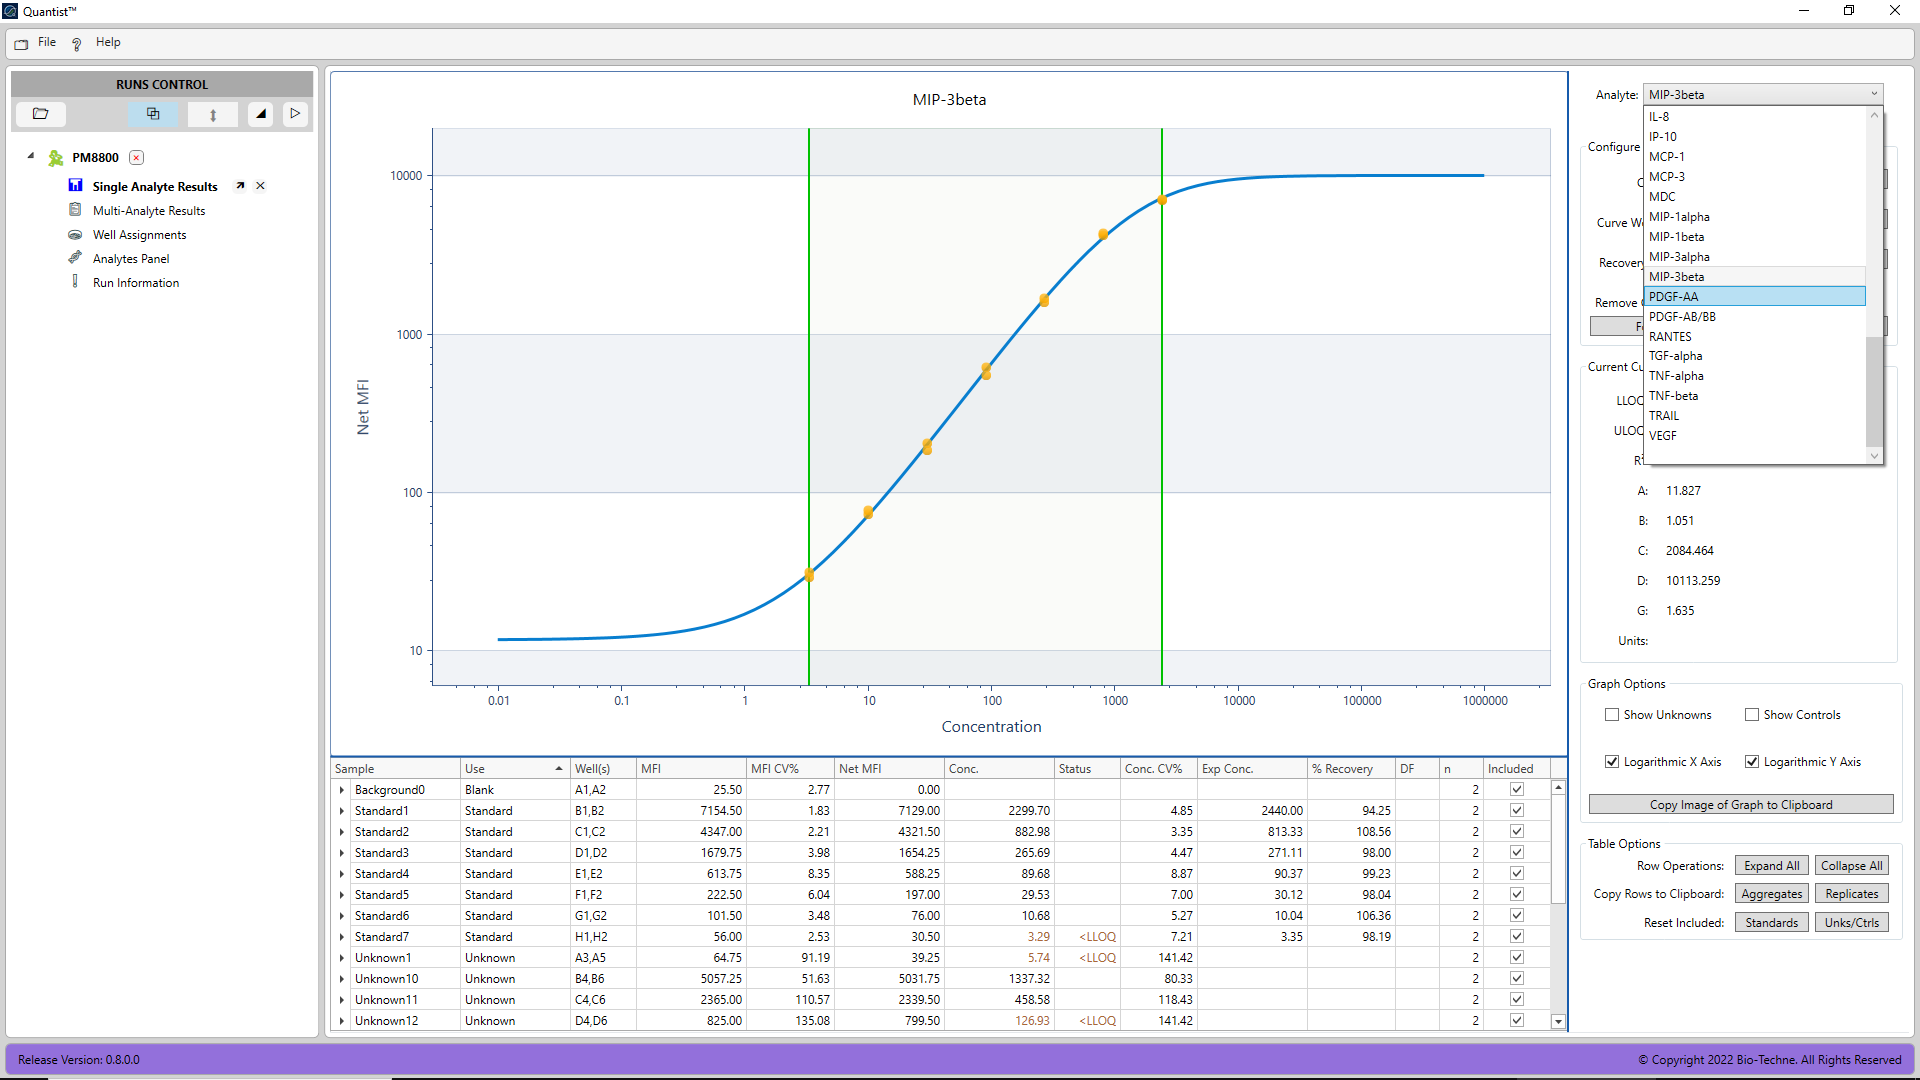 Quantist™
File
Help
RUNS CONTROL
PM8800
Single Analyte Results
Multi-Analyte Results
Well Assignments
Analytes Panel
Run Information
MIP-3beta
Net MFI
10000
1000
100
10
0.01 0.1 1 10 100 1000 10000 100000 1000000
Concentration
Sample Use Well(s) MFI MFI CV% Net MFI Conc. Status Conc. CV% Exp Conc. % Recovery DF n Included
Background0 Blank A1,A2 25.50 2.77 0.00 2
Standard1 Standard B1,B2 7154.50 1.83 7129.00 2299.70 4.85 2440.00 94.25 2
Standard2 Standard C1,C2 4347.00 2.21 4321.50 882.98 3.35 813.33 108.56 2
Standard3 Standard D1,D2 1679.75 3.98 1654.25 265.69 4.47 271.11 98.00 2
Standard4 Standard E1,E2 613.75 8.35 588.25 89.68 8.87 90.37 99.23 2
Standard5 Standard F1,F2 222.50 6.04 197.00 29.53 7.00 30.12 98.04 2
Standard6 Standard G1,G2 101.50 3.48 76.00 10.68 5.27 10.04 106.36 2
Standard7 Standard H1,H2 56.00 2.53 30.50 3.29 <LLOQ 7.21 3.35 98.19 2
Unknown1 Unknown A3,A5 64.75 91.19 39.25 5.74 <LLOQ 141.42 2
Unknown10 Unknown B4,B6 5057.25 51.63 5031.75 1337.32 80.33 2
Unknown11 Unknown C4,C6 2365.00 110.57 2339.50 458.58 118.43 2
Unknown12 Unknown D4,D6 825.00 135.08 799.50 126.93 <LLOQ 141.42 2
Analyte: MIP-3beta
IL-8
IP-10
MCP-1
MCP-3
MDC
MIP-1alpha
MIP-1beta
MIP-3alpha
MIP-3beta
PDGF-AA
PDGF-AB/BB
RANTES
TGF-alpha
TNF-alpha
TNF-beta
TRAIL
VEGF
Configure
Curve
Recovery
Remove
Current
A: 11.827
B: 1.051
C: 2084.464
D: 10113.259
G: 1.635
Units:
Graph Options
Show Unknowns Show Controls
Logarithmic X Axis Logarithmic Y Axis
Copy Image of Graph to Clipboard
Table Options
Row Operations: Expand All Collapse All
Copy Rows to Clipboard: Aggregates Replicates
Reset Included: Standards Unks/Ctrls
Release Version: 0.8.0.0
© Copyright 2022 Bio-Techne. All Rights Reserved